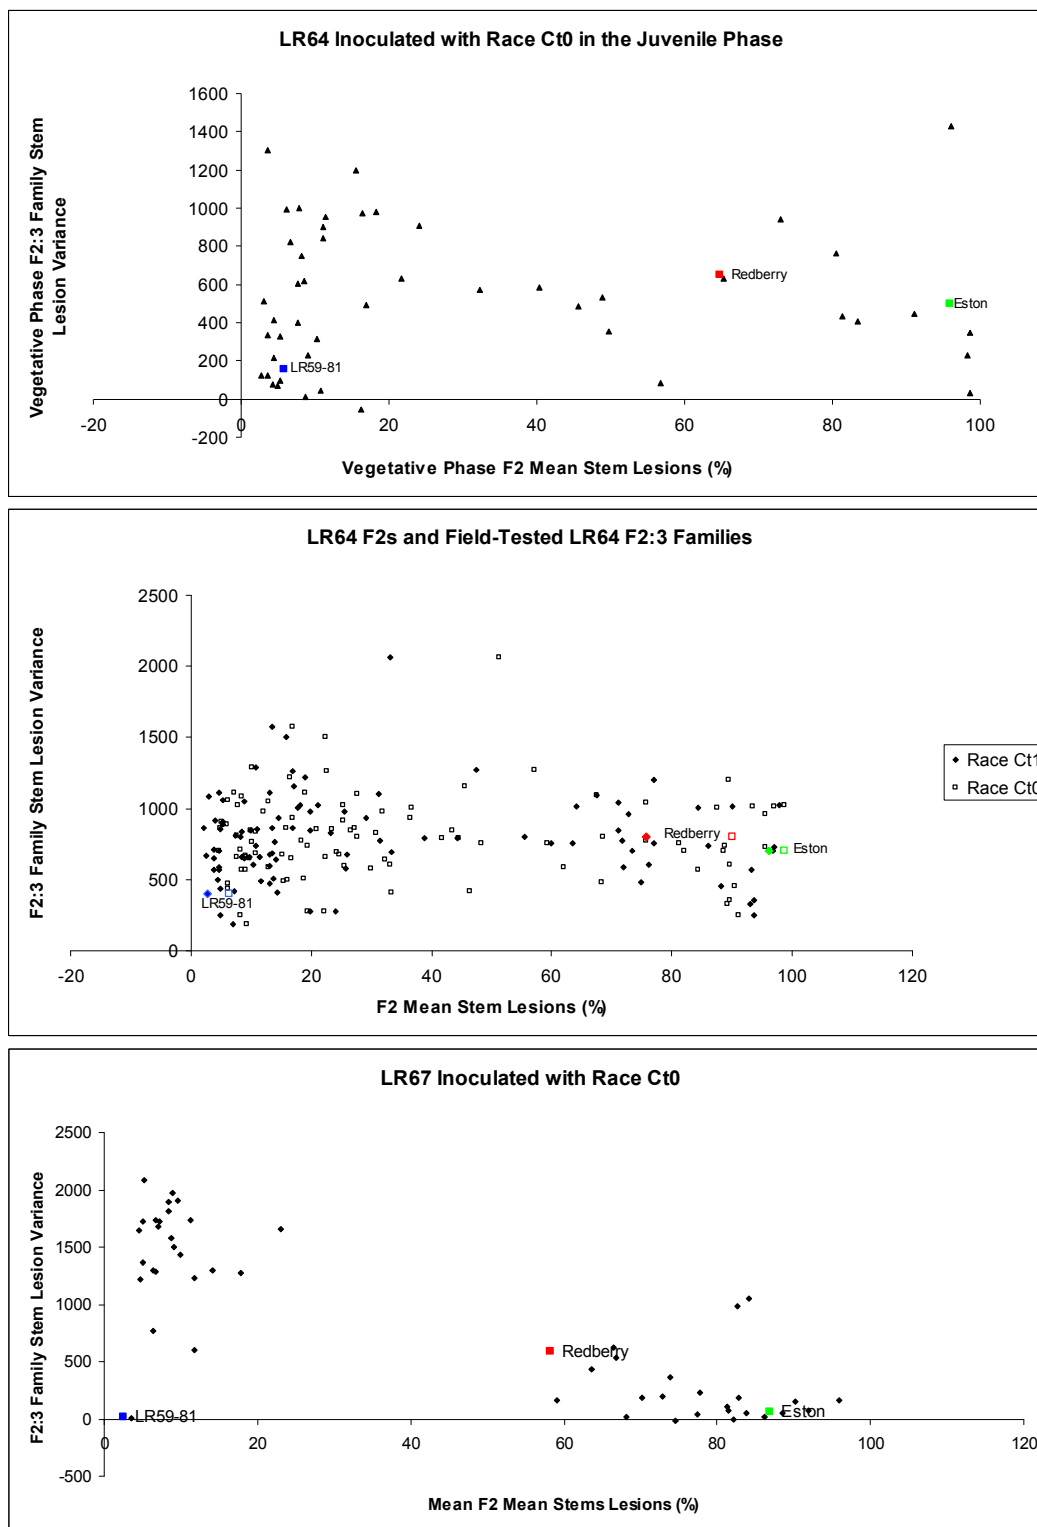 LR64 Inoculated with Race Ct0 in the Juvenile Phase
Vegetative Phase F2:3 Family Stem
Lesion Variance
1600
1400
1200
1000
800
600
400
200
0
-200
Redberry
Eston
LR59-81
-20
0
20
40
60
80
100
Vegetative Phase F2 Mean Stem Lesions (%)
LR64 F2s and Field-Tested LR64 F2:3 Families
F2:3 Family Stem Lesion Variance
2500
2000
1500
1000
500
0
Redberry
Eston
LR59-81
Race Ct1
Race Ct0
-20
0
20
40
60
80
100
120
F2 Mean Stem Lesions (%)
LR67 Inoculated with Race Ct0
F2:3 Family Stem Lesion Variance
2500
2000
1500
1000
500
0
-500
Redberry
Eston
LR59-81
0
20
40
60
80
100
120
Mean F2 Mean Stems Lesions (%)